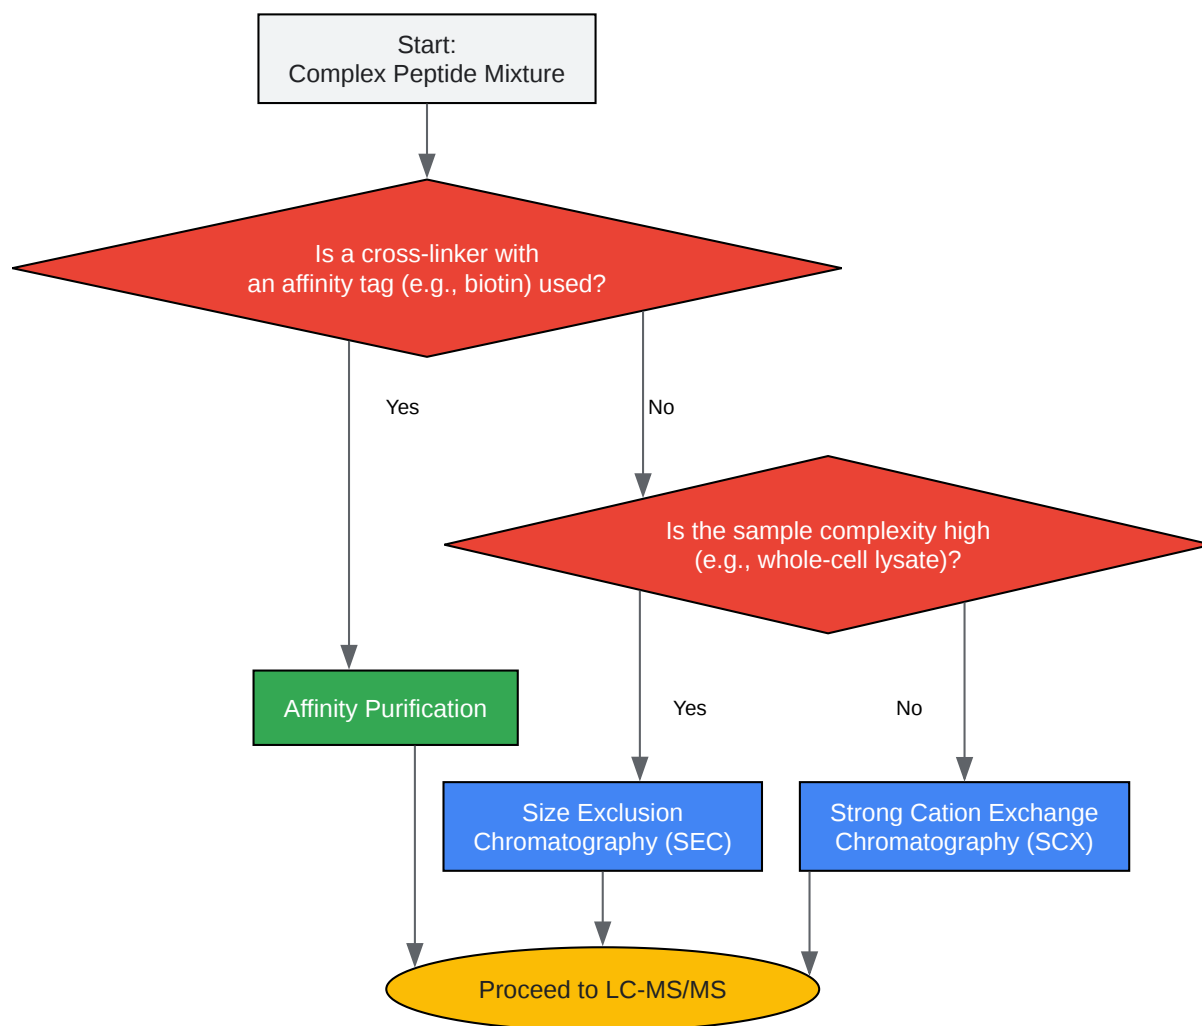 Start:
Complex Peptide Mixture
Is a cross-linker with
an affinity tag (e.g., biotin) used?
Yes
No
Is the sample complexity high
(e.g., whole-cell lysate)?
Affinity Purification
Yes
No
Size Exclusion
Chromatography (SEC)
Strong Cation Exchange
Chromatography (SCX)
Proceed to LC-MS/MS